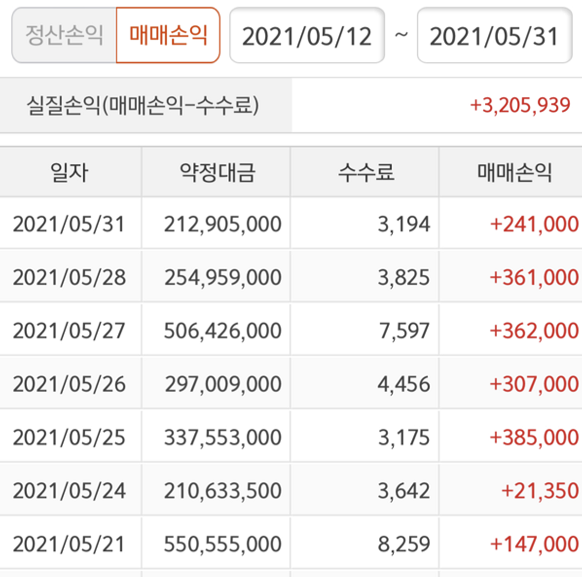 정산손익 매매손익 2021/05/12 ~ 2021/05/31
실질손익(매매손익-수수료) +3,205,939
일자 약정대금 수수료 매매손익
2021/05/31 212,905,000 3,194 +241,000
2021/05/28 254,959,000 3,825 +361,000
2021/05/27 506,426,000 7,597 +362,000
2021/05/26 297,009,000 4,456 +307,000
2021/05/25 337,553,000 3,175 +385,000
2021/05/24 210,633,500 3,642 +21,350
2021/05/21 550,555,000 8,259 +147,000